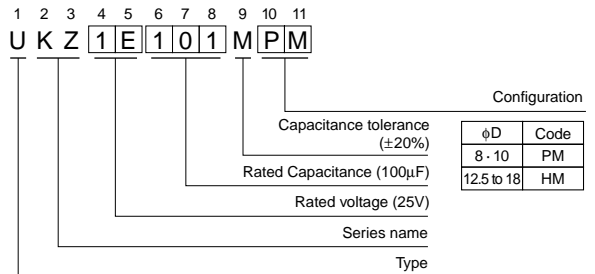 1 2 3 4 5 6 7 8 9 10 11
U K Z 1 E 1 0 1 M P M
Configuration
Capacitance tolerance
(±20%)
Rated Capacitance (100µF)
Rated voltage (25V)
Series name
Type
ϕD Code
8 · 10 PM
12.5 to 18 HM